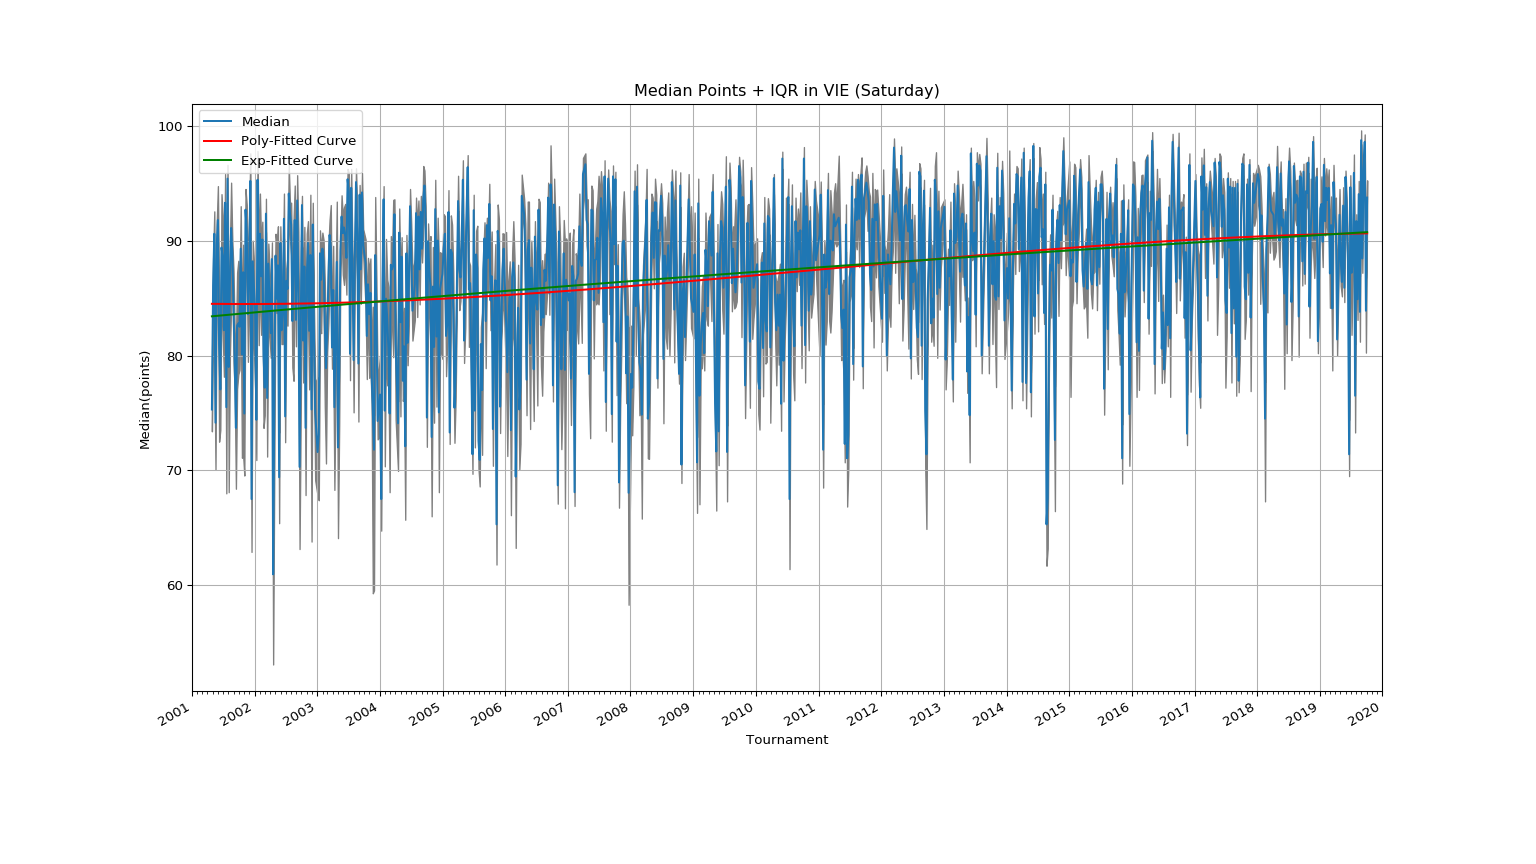 Median Points + IQR in VIE (Saturday)
Median
Poly-Fitted Curve
Exp-Fitted Curve
100
90
80
70
60
Median(points)
2001 2002 2003 2004 2005 2006 2007 2008 2009 2010 2011 2012 2013 2014 2015 2016 2017 2018 2019 2020
Tournament